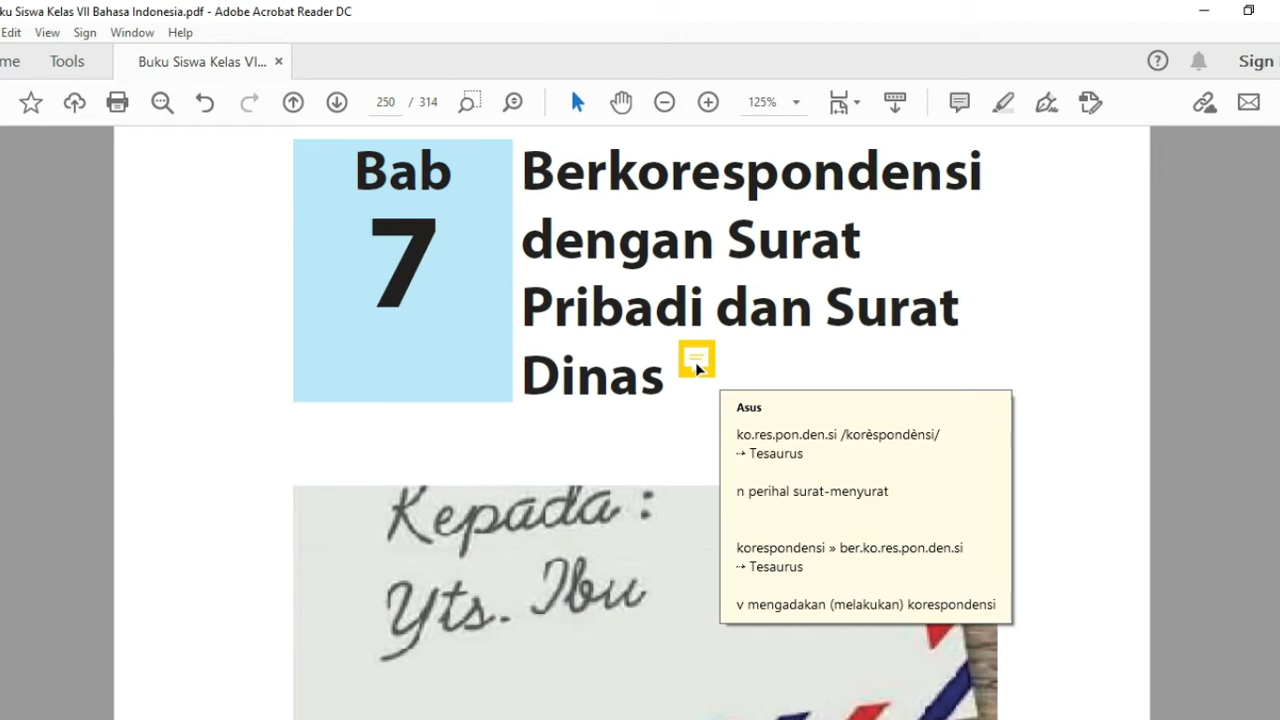 ku Siswa Kelas VII Bahasa Indonesia.pdf - Adobe Acrobat Reader DC
Edit View Sign Window Help
me Tools Buku Siswa Kelas VI... ×
Sign
250 / 314 125%
Bab
7
Berkorespondensi
dengan Surat
Pribadi dan Surat
Dinas
Asus
ko.res.pon.den.si /korèspondènsi/
⇢ Tesaurus
n perihal surat-menyurat
korespondensi » ber.ko.res.pon.den.si
⇢ Tesaurus
v mengadakan (melakukan) korespondensi
Kepada :
Yts. Ibu